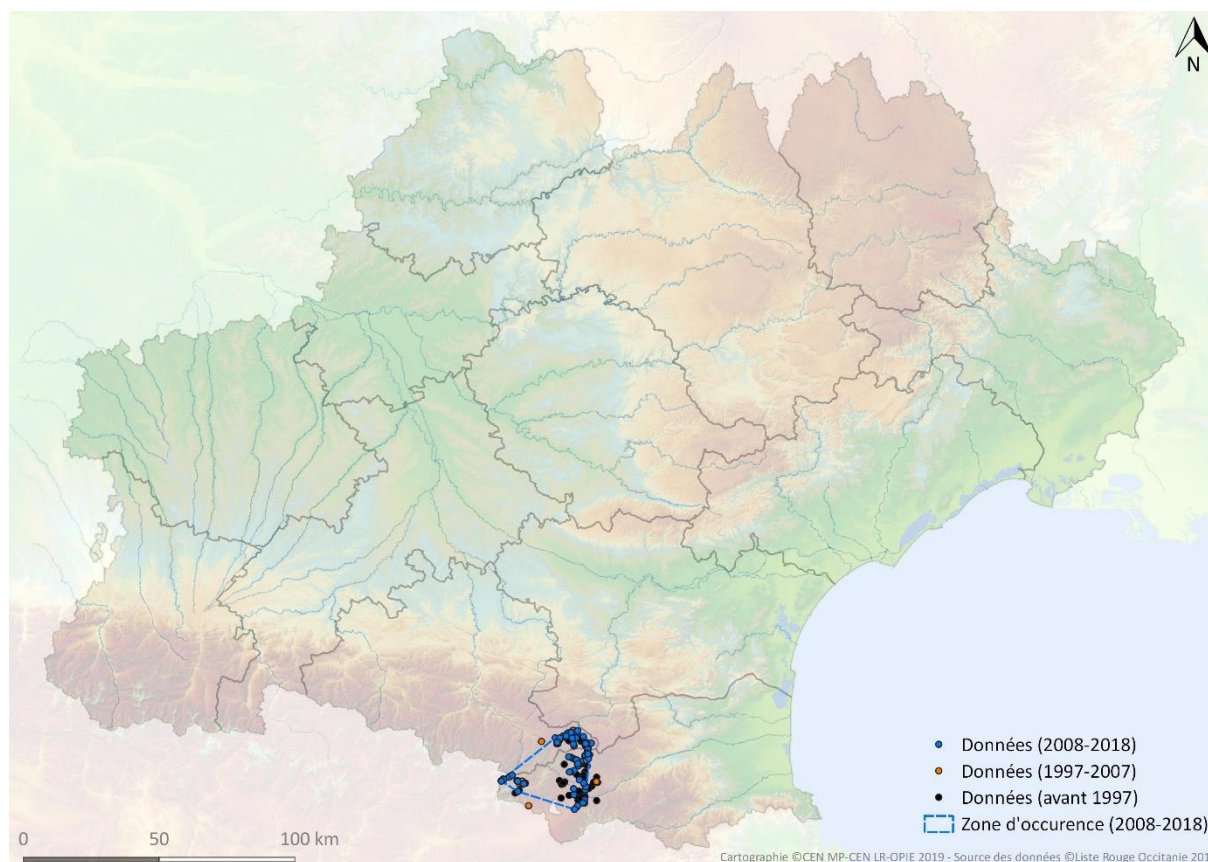 N
Données (2008-2018)
Données (1997-2007)
Données (avant 1997)
Zone d'occurence (2008-2018)
0 50 100 km
Cartographie ©CEN MP-CEN LR-OPIE 2019 - Source des données ©Liste Rouge Occitanie 201